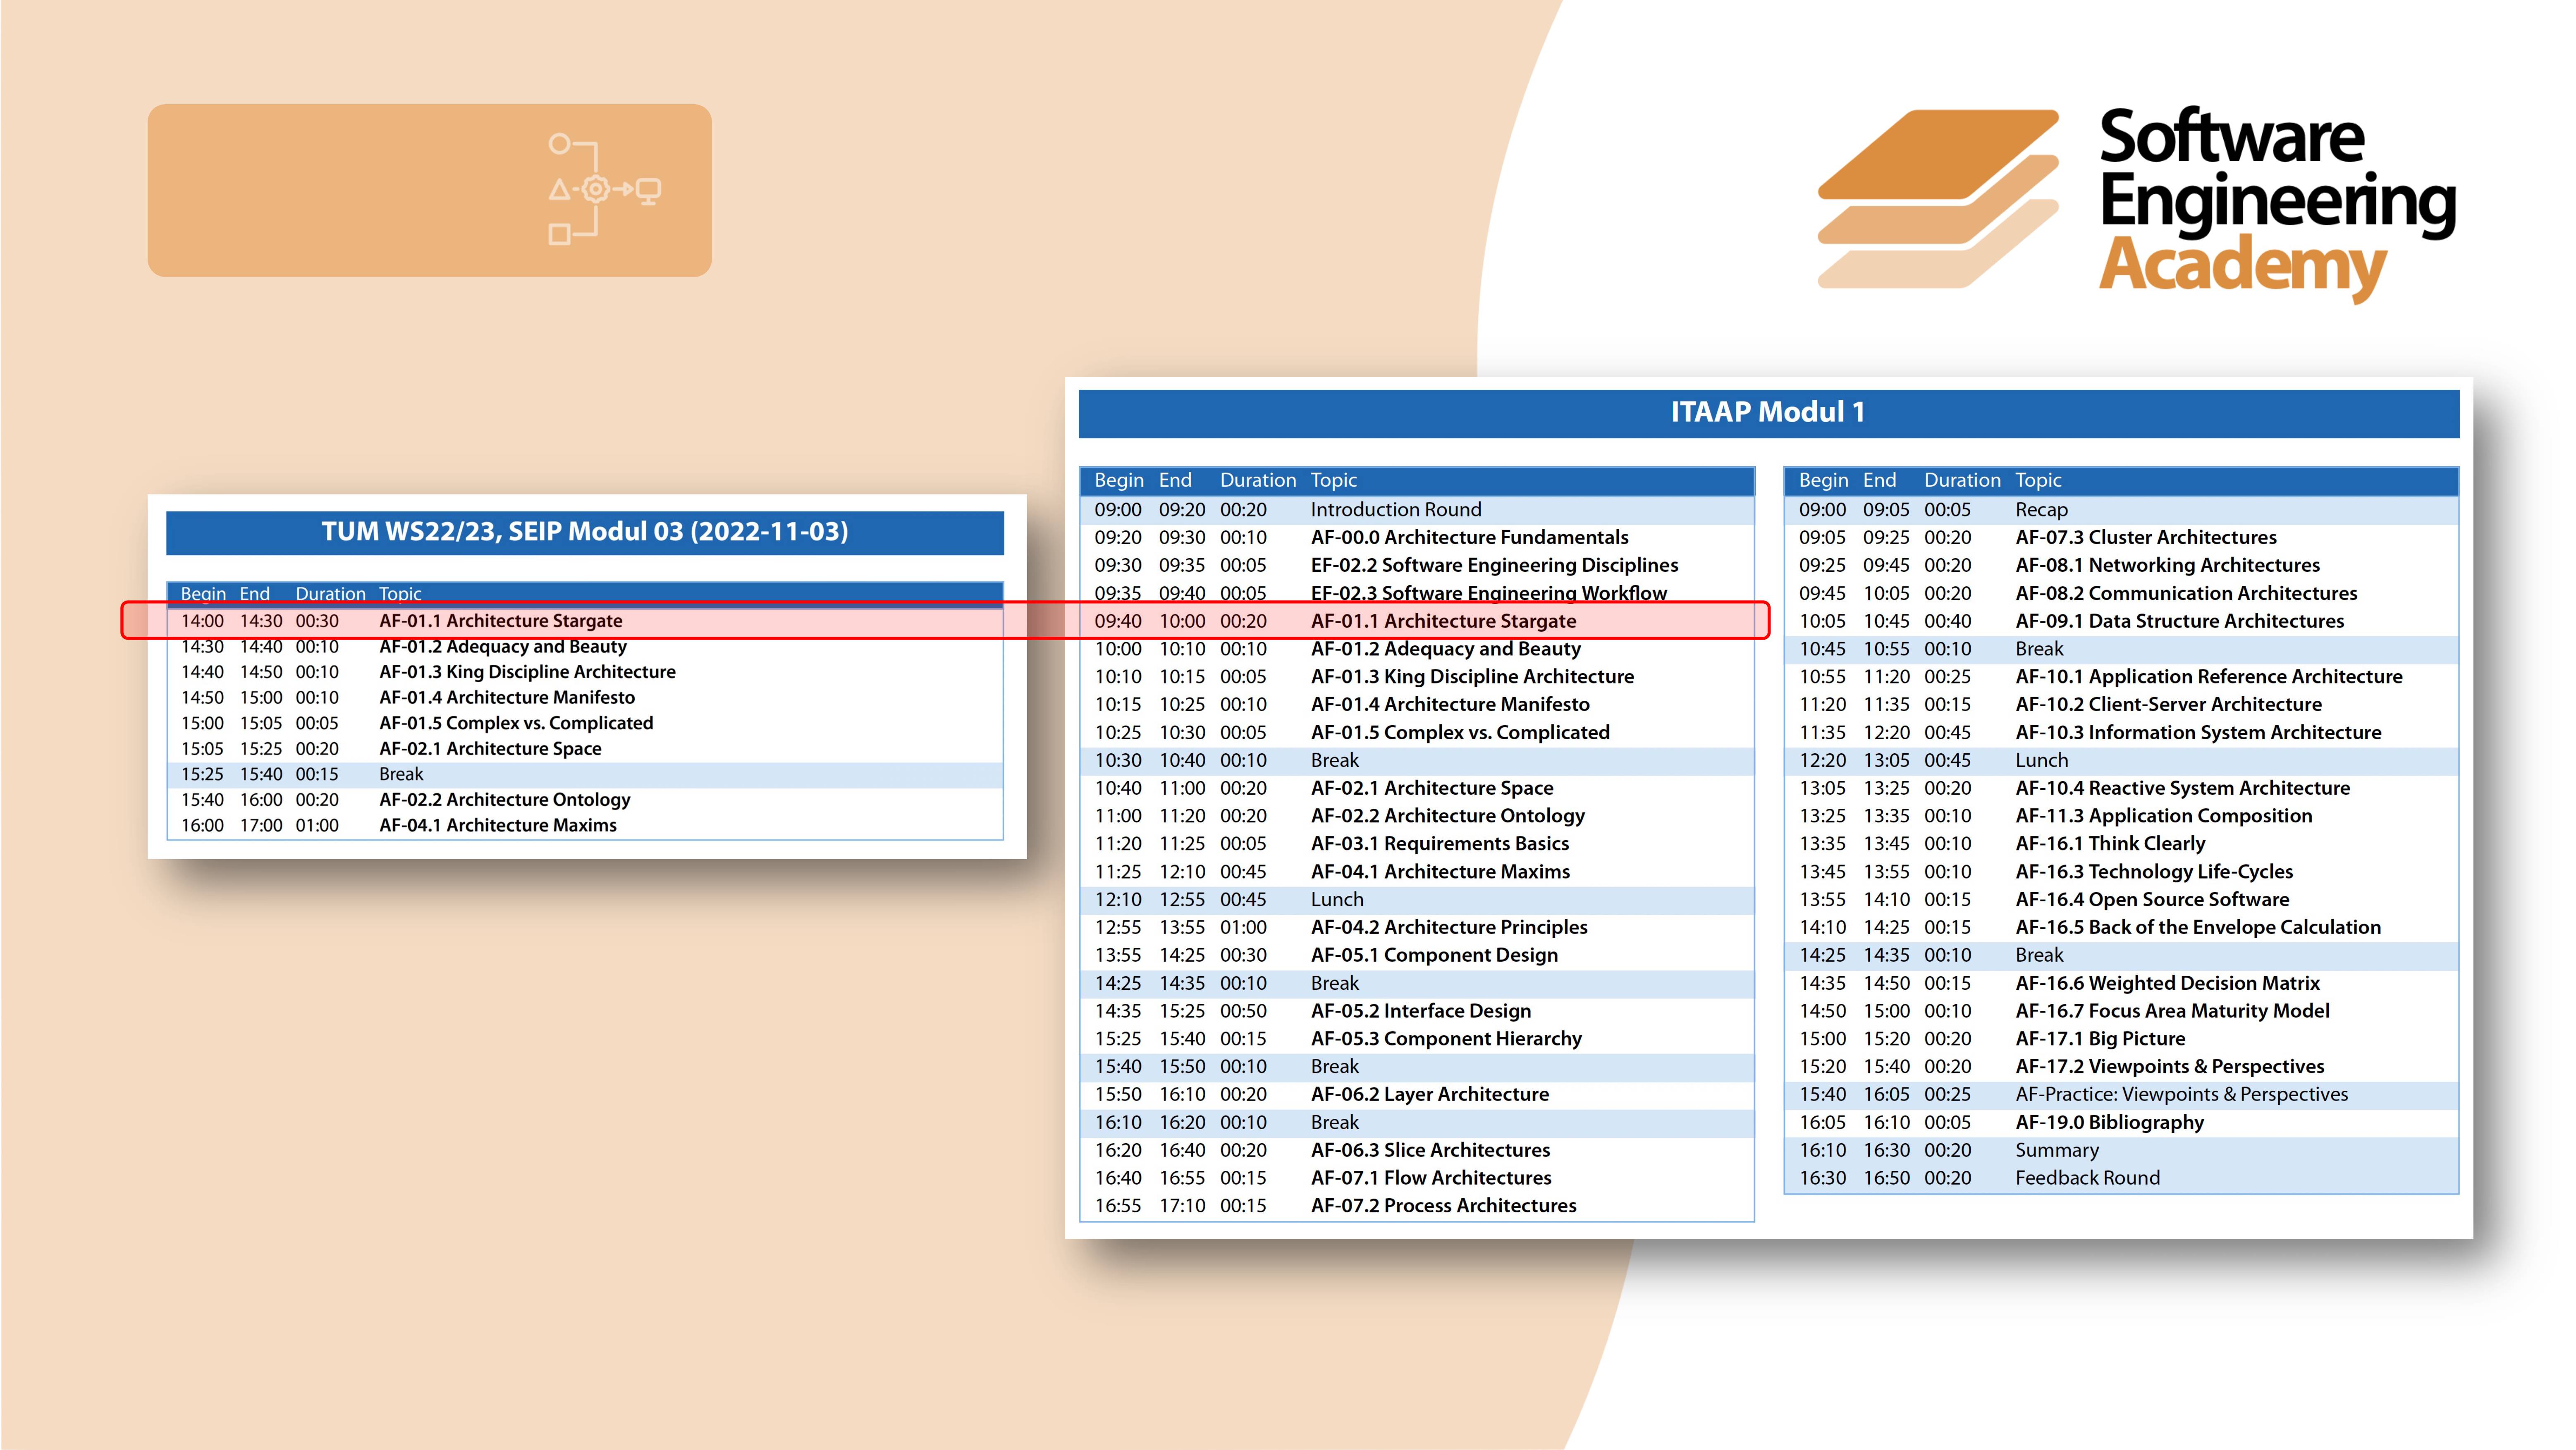 Software
Engineering
Academy
TUM WS22/23, SEIP Modul 03 (2022-11-03)
Begin End Duration Topic
14:00 14:30 00:30 AF-01.1 Architecture Stargate
14:30 14:40 00:10 AF-01.2 Adequacy and Beauty
14:40 14:50 00:10 AF-01.3 King Discipline Architecture
14:50 15:00 00:10 AF-01.4 Architecture Manifesto
15:00 15:05 00:05 AF-01.5 Complex vs. Complicated
15:05 15:25 00:20 AF-02.1 Architecture Space
15:25 15:40 00:15 Break
15:40 16:00 00:20 AF-02.2 Architecture Ontology
16:00 17:00 01:00 AF-04.1 Architecture Maxims
ITAAP Modul 1
Begin End Duration Topic
09:00 09:20 00:20 Introduction Round
09:20 09:30 00:10 AF-00.0 Architecture Fundamentals
09:30 09:35 00:05 EF-02.2 Software Engineering Disciplines
09:35 09:40 00:05 EF-02.3 Software Engineering Workflow
09:40 10:00 00:20 AF-01.1 Architecture Stargate
10:00 10:10 00:10 AF-01.2 Adequacy and Beauty
10:10 10:15 00:05 AF-01.3 King Discipline Architecture
10:15 10:25 00:10 AF-01.4 Architecture Manifesto
10:25 10:30 00:05 AF-01.5 Complex vs. Complicated
10:30 10:40 00:10 Break
10:40 11:00 00:20 AF-02.1 Architecture Space
11:00 11:20 00:20 AF-02.2 Architecture Ontology
11:20 11:25 00:05 AF-03.1 Requirements Basics
11:25 12:10 00:45 AF-04.1 Architecture Maxims
12:10 12:55 00:45 Lunch
12:55 13:55 01:00 AF-04.2 Architecture Principles
13:55 14:25 00:30 AF-05.1 Component Design
14:25 14:35 00:10 Break
14:35 15:25 00:50 AF-05.2 Interface Design
15:25 15:40 00:15 AF-05.3 Component Hierarchy
15:40 15:50 00:10 Break
15:50 16:10 00:20 AF-06.2 Layer Architecture
16:10 16:20 00:10 Break
16:20 16:40 00:20 AF-06.3 Slice Architectures
16:40 16:55 00:15 AF-07.1 Flow Architectures
16:55 17:10 00:15 AF-07.2 Process Architectures
Begin End Duration Topic
09:00 09:05 00:05 Recap
09:05 09:25 00:20 AF-07.3 Cluster Architectures
09:25 09:45 00:20 AF-08.1 Networking Architectures
09:45 10:05 00:20 AF-08.2 Communication Architectures
10:05 10:45 00:40 AF-09.1 Data Structure Architectures
10:45 10:55 00:10 Break
10:55 11:20 00:25 AF-10.1 Application Reference Architecture
11:20 11:35 00:15 AF-10.2 Client-Server Architecture
11:35 12:20 00:45 AF-10.3 Information System Architecture
12:20 13:05 00:45 Lunch
13:05 13:25 00:20 AF-10.4 Reactive System Architecture
13:25 13:35 00:10 AF-11.3 Application Composition
13:35 13:45 00:10 AF-16.1 Think Clearly
13:45 13:55 00:10 AF-16.3 Technology Life-Cycles
13:55 14:10 00:15 AF-16.4 Open Source Software
14:10 14:25 00:15 AF-16.5 Back of the Envelope Calculation
14:25 14:35 00:10 Break
14:35 14:50 00:15 AF-16.6 Weighted Decision Matrix
14:50 15:00 00:10 AF-16.7 Focus Area Maturity Model
15:00 15:20 00:20 AF-17.1 Big Picture
15:20 15:40 00:20 AF-17.2 Viewpoints & Perspectives
15:40 16:05 00:25 AF-Practice: Viewpoints & Perspectives
16:05 16:10 00:05 AF-19.0 Bibliography
16:10 16:30 00:20 Summary
16:30 16:50 00:20 Feedback Round